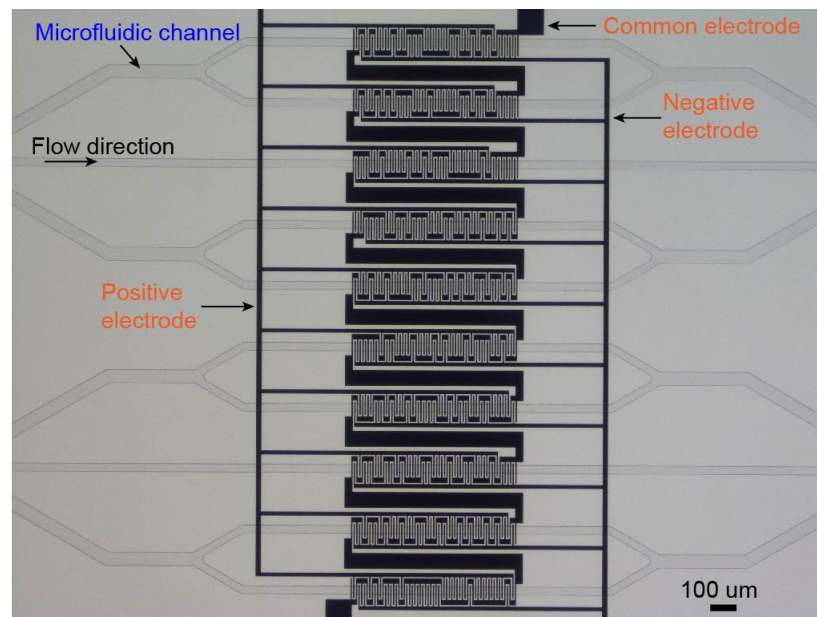 Microfluidic channel
Common electrode
Negative
electrode
Flow direction
Positive
electrode
100 um